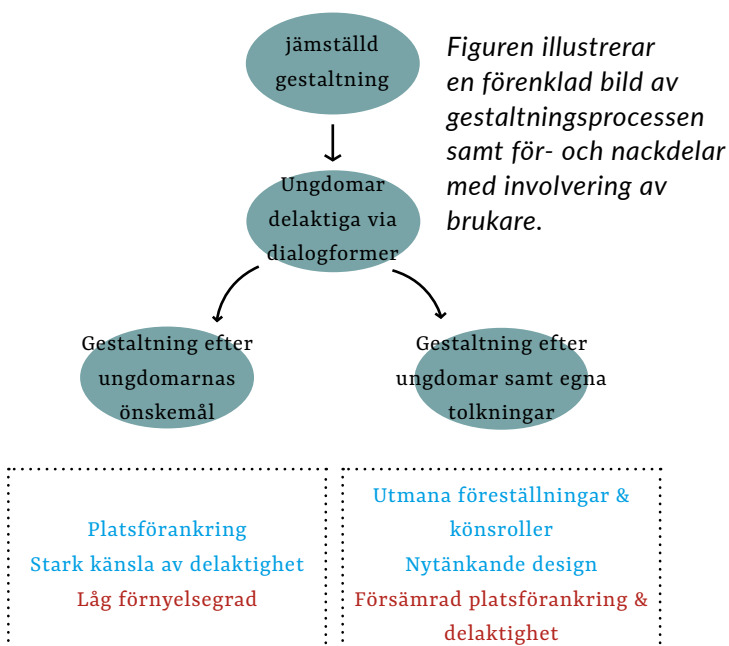 jämställd
gestaltning
Figuren illustrerar
en förenklad bild av
gestaltningsprocessen
samt för- och nackdelar
med involvering av
brukare.
Ungdomar
delaktiga via
dialogformer
Gestaltning efter
ungdomarnas
önskemål
Gestaltning efter
ungdomar samt egna
tolkningar
Platsförankring
Stark känsla av delaktighet
Låg förnyelsegrad
Utmana föreställningar &
könsroller
Nytänkande design
Försämrad platsförankring &
delaktighet